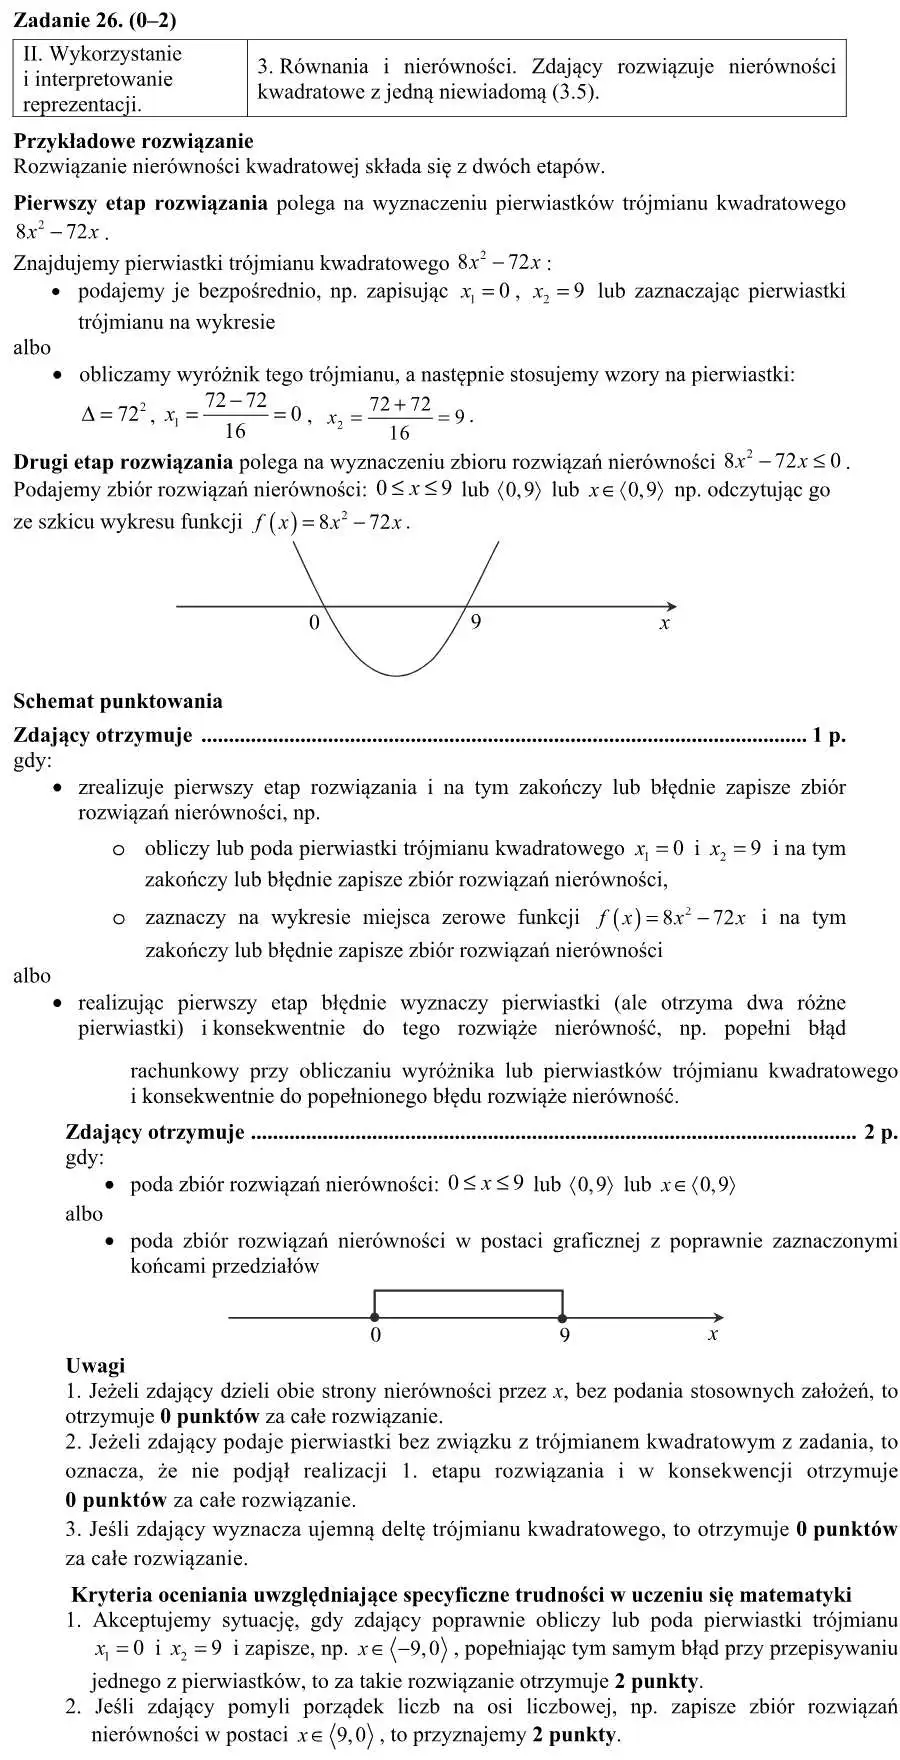 Zadanie 26. (0–2)
II. Wykorzystanie
i interpretowanie
reprezentacji.
3. Równania i nierówności. Zdający rozwiązuje nierówności
kwadratowe z jedną niewiadomą (3.5).
Przykładowe rozwiązanie
Rozwiązanie nierówności kwadratowej składa się z dwóch etapów.
Pierwszy etap rozwiązania polega na wyznaczeniu pierwiastków trójmianu kwadratowego
8x² − 72x .
Znajdujemy pierwiastki trójmianu kwadratowego 8x² − 72x :
• podajemy je bezpośrednio, np. zapisując x₁ = 0 , x₂ = 9 lub zaznaczając pierwiastki
trójmianu na wykresie
albo
• obliczamy wyróżnik tego trójmianu, a następnie stosujemy wzory na pierwiastki:
Δ = 72² , x₁ = (72 − 72)/16 = 0 , x₂ = (72 + 72)/16 = 9 .
Drugi etap rozwiązania polega na wyznaczeniu zbioru rozwiązań nierówności 8x² − 72x ≤ 0 .
Podajemy zbiór rozwiązań nierówności: 0 ≤ x ≤ 9 lub ⟨0,9⟩ lub x∈⟨0,9⟩ np. odczytując go
ze szkicu wykresu funkcji f(x) = 8x² − 72x .
0 9 x
Schemat punktowania
Zdający otrzymuje .............................................................................................................. 1 p.
gdy:
• zrealizuje pierwszy etap rozwiązania i na tym zakończy lub błędnie zapisze zbiór
rozwiązań nierówności, np.
o obliczy lub poda pierwiastki trójmianu kwadratowego x₁ = 0 i x₂ = 9 i na tym
zakończy lub błędnie zapisze zbiór rozwiązań nierówności,
o zaznaczy na wykresie miejsca zerowe funkcji f(x) = 8x² − 72x i na tym
zakończy lub błędnie zapisze zbiór rozwiązań nierówności
albo
• realizując pierwszy etap błędnie wyznaczy pierwiastki (ale otrzyma dwa różne
pierwiastki) i konsekwentnie do tego rozwiąże nierówność, np. popełni błąd
rachunkowy przy obliczaniu wyróżnika lub pierwiastków trójmianu kwadratowego
i konsekwentnie do popełnionego błędu rozwiąże nierówność.
Zdający otrzymuje .............................................................................................................. 2 p.
gdy:
• poda zbiór rozwiązań nierówności: 0 ≤ x ≤ 9 lub ⟨0,9⟩ lub x∈⟨0,9⟩
albo
• poda zbiór rozwiązań nierówności w postaci graficznej z poprawnie zaznaczonymi
końcami przedziałów
0 9 x
Uwagi
1. Jeżeli zdający dzieli obie strony nierówności przez x, bez podania stosownych założeń, to
otrzymuje 0 punktów za całe rozwiązanie.
2. Jeżeli zdający podaje pierwiastki bez związku z trójmianem kwadratowym z zadania, to
oznacza, że nie podjął realizacji 1. etapu rozwiązania i w konsekwencji otrzymuje
0 punktów za całe rozwiązanie.
3. Jeśli zdający wyznacza ujemną deltę trójmianu kwadratowego, to otrzymuje 0 punktów
za całe rozwiązanie.
Kryteria oceniania uwzględniające specyficzne trudności w uczeniu się matematyki
1. Akceptujemy sytuację, gdy zdający poprawnie obliczy lub poda pierwiastki trójmianu
x₁ = 0 i x₂ = 9 i zapisze, np. x∈⟨−9,0⟩ , popełniając tym samym błąd przy przepisywaniu
jednego z pierwiastków, to za takie rozwiązanie otrzymuje 2 punkty.
2. Jeśli zdający pomyli porządek liczb na osi liczbowej, np. zapisze zbiór rozwiązań
nierówności w postaci x∈⟨9,0⟩ , to przyznajemy 2 punkty.